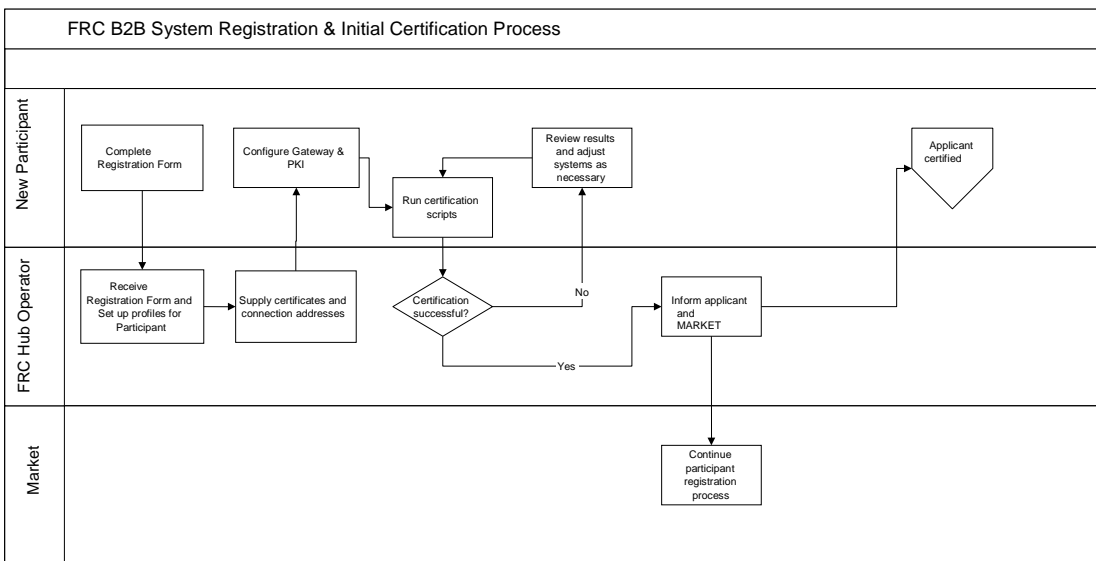 FRC B2B System Registration & Initial Certification Process
New Participant
Complete
Registration Form
Configure Gateway &
PKI
Run certification
scripts
Review results
and adjust
systems as
necessary
Applicant
certified
FRC Hub Operator
Receive
Registration Form and
Set up profiles for
Participant
Supply certificates and
connection addresses
Certification
successful?
No
Yes
Inform applicant
and
MARKET
Market
Continue
participant
registration
process